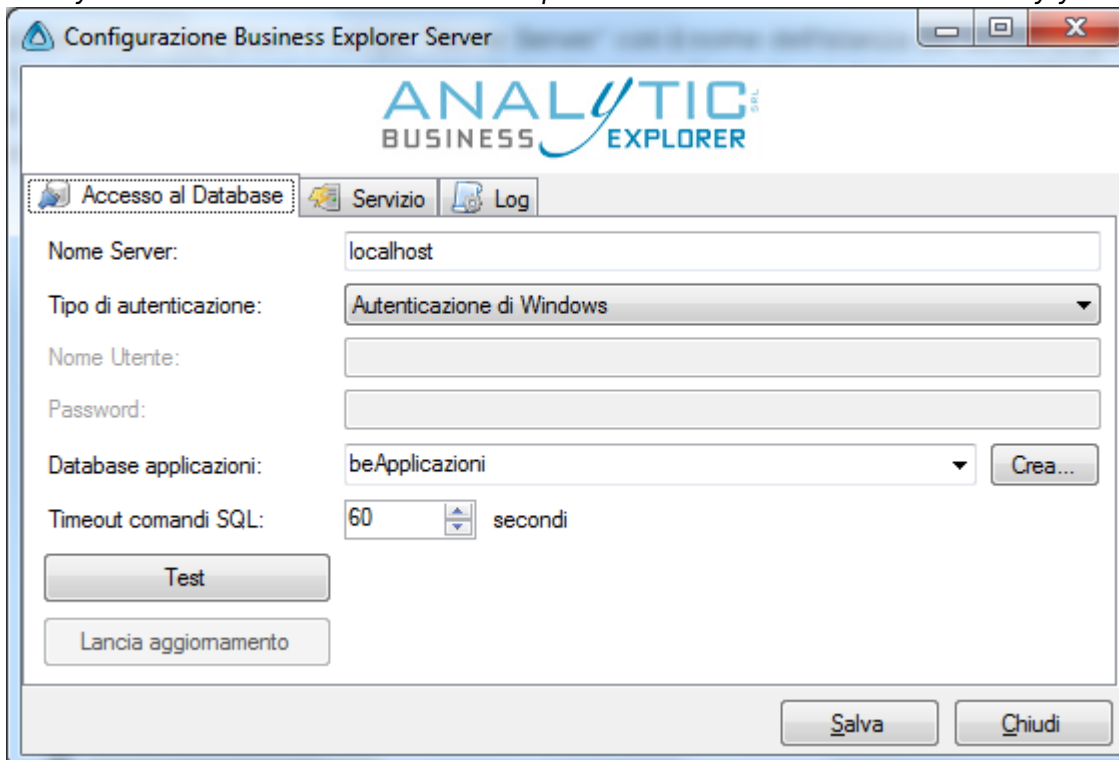 Configurazione Business Explorer Server
ANALYTIC SRL
BUSINESS EXPLORER
Accesso al Database Servizio Log
Nome Server: localhost
Tipo di autenticazione: Autenticazione di Windows
Nome Utente:
Password:
Database applicazioni: beApplicazioni Crea...
Timeout comandi SQL: 60 secondi
Test
Lancia aggiornamento
Salva Chiudi